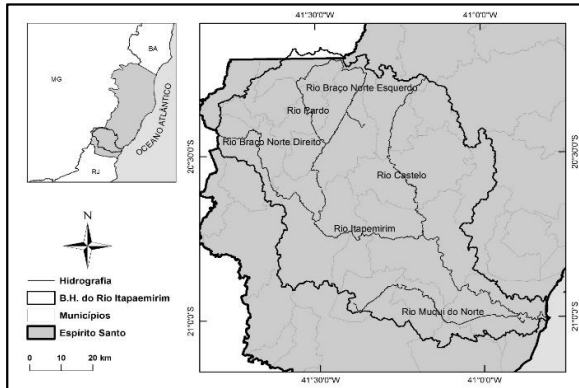 BA
MG
OCEANO ATLÂNTICO
RJ
N
Hidrografia
B.H. do Rio Itapaemirim
Municípios
Espírito Santo
0 10 20 km
41°30'0"W 41°0'0"W
20°30'0"S
21°0'0"S
Rio Braço Norte Esquerdo
Rio Pardo
Rio Braço Norte Direito
Rio Castelo
Rio Itapemirim
Rio Muqui do Norte
20°30'0"S
21°0'0"S
41°30'0"W 41°0'0"W